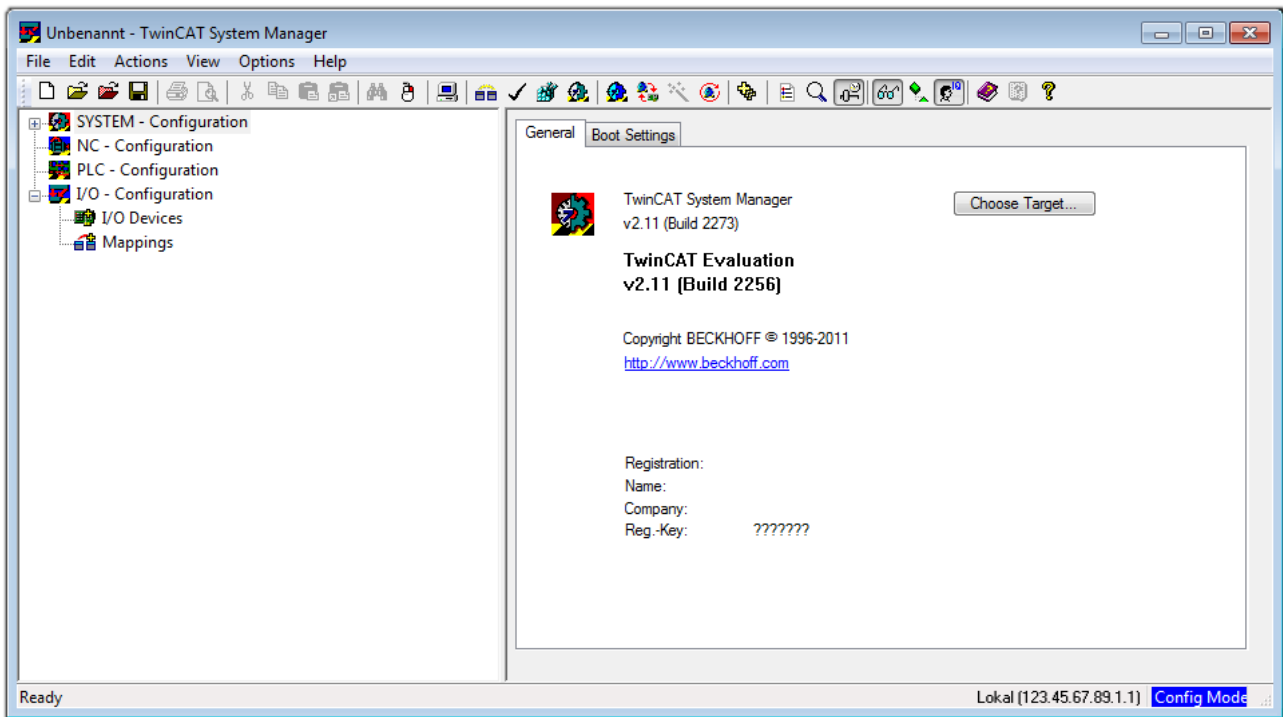 Unbenannt - TwinCAT System Manager
File Edit Actions View Options Help
SYSTEM - Configuration
NC - Configuration
PLC - Configuration
I/O - Configuration
I/O Devices
Mappings
General Boot Settings
TwinCAT System Manager
v2.11 (Build 2273)
Choose Target...
TwinCAT Evaluation
v2.11 (Build 2256)
Copyright BECKHOFF © 1996-2011
http://www.beckhoff.com
Registration:
Name:
Company:
Reg.-Key: ???????
Ready Lokal (123.45.67.89.1.1) Config Mode